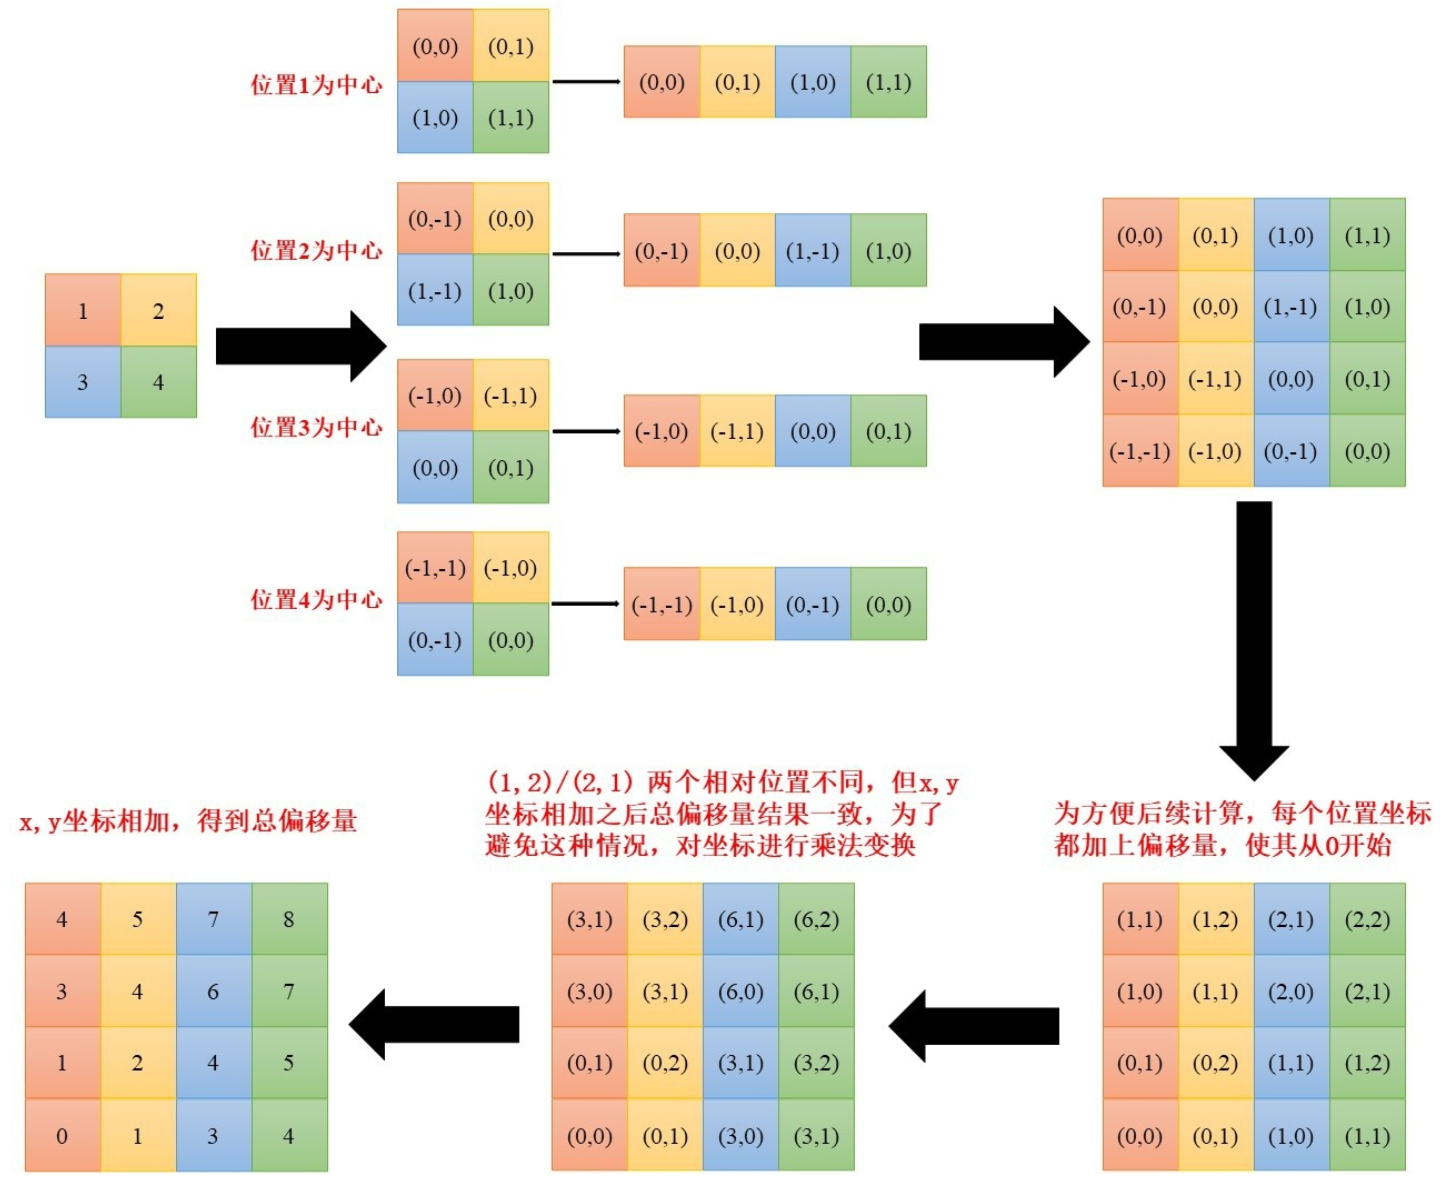 1 2
3 4
位置1为中心
(0,0) (0,1)
(1,0) (1,1)
(0,0) (0,1) (1,0) (1,1)
位置2为中心
(0,-1) (0,0)
(1,-1) (1,0)
(0,-1) (0,0) (1,-1) (1,0)
位置3为中心
(-1,0) (-1,1)
(0,0) (0,1)
(-1,0) (-1,1) (0,0) (0,1)
位置4为中心
(-1,-1) (-1,0)
(0,-1) (0,0)
(-1,-1) (-1,0) (0,-1) (0,0)
(0,0) (0,1) (1,0) (1,1)
(0,-1) (0,0) (1,-1) (1,0)
(-1,0) (-1,1) (0,0) (0,1)
(-1,-1) (-1,0) (0,-1) (0,0)
为方便后续计算，每个位置坐标
都加上偏移量，使其从0开始
(1,1) (1,2) (2,1) (2,2)
(1,0) (1,1) (2,0) (2,1)
(0,1) (0,2) (1,1) (1,2)
(0,0) (0,1) (1,0) (1,1)
(1,2)/(2,1) 两个相对位置不同，但x,y
坐标相加之后总偏移量结果一致，为了
避免这种情况，对坐标进行乘法变换
(3,1) (3,2) (6,1) (6,2)
(3,0) (3,1) (6,0) (6,1)
(0,1) (0,2) (3,1) (3,2)
(0,0) (0,1) (3,0) (3,1)
x,y坐标相加，得到总偏移量
4 5 7 8
3 4 6 7
1 2 4 5
0 1 3 4